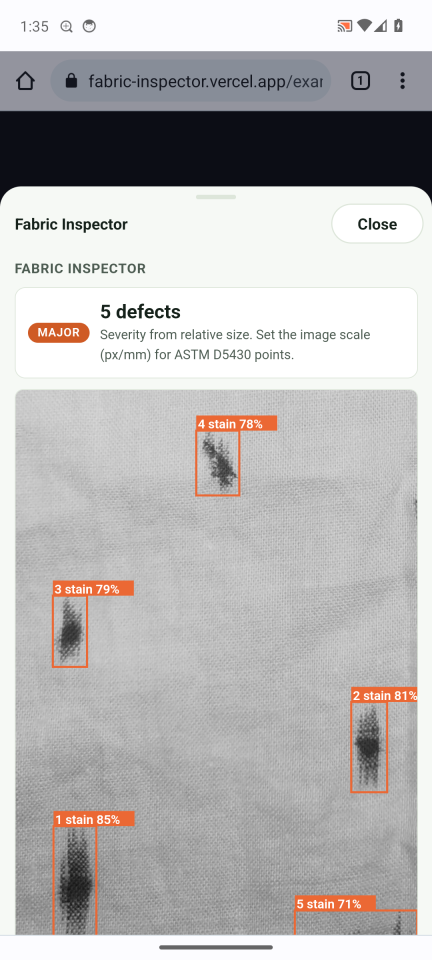 1:35
fabric-inspector.vercel.app/exar
1
Fabric Inspector
Close
FABRIC INSPECTOR
MAJOR
5 defects
Severity from relative size. Set the image scale
(px/mm) for ASTM D5430 points.
4 stain 78%
3 stain 79%
2 stain 81%
1 stain 85%
5 stain 71%